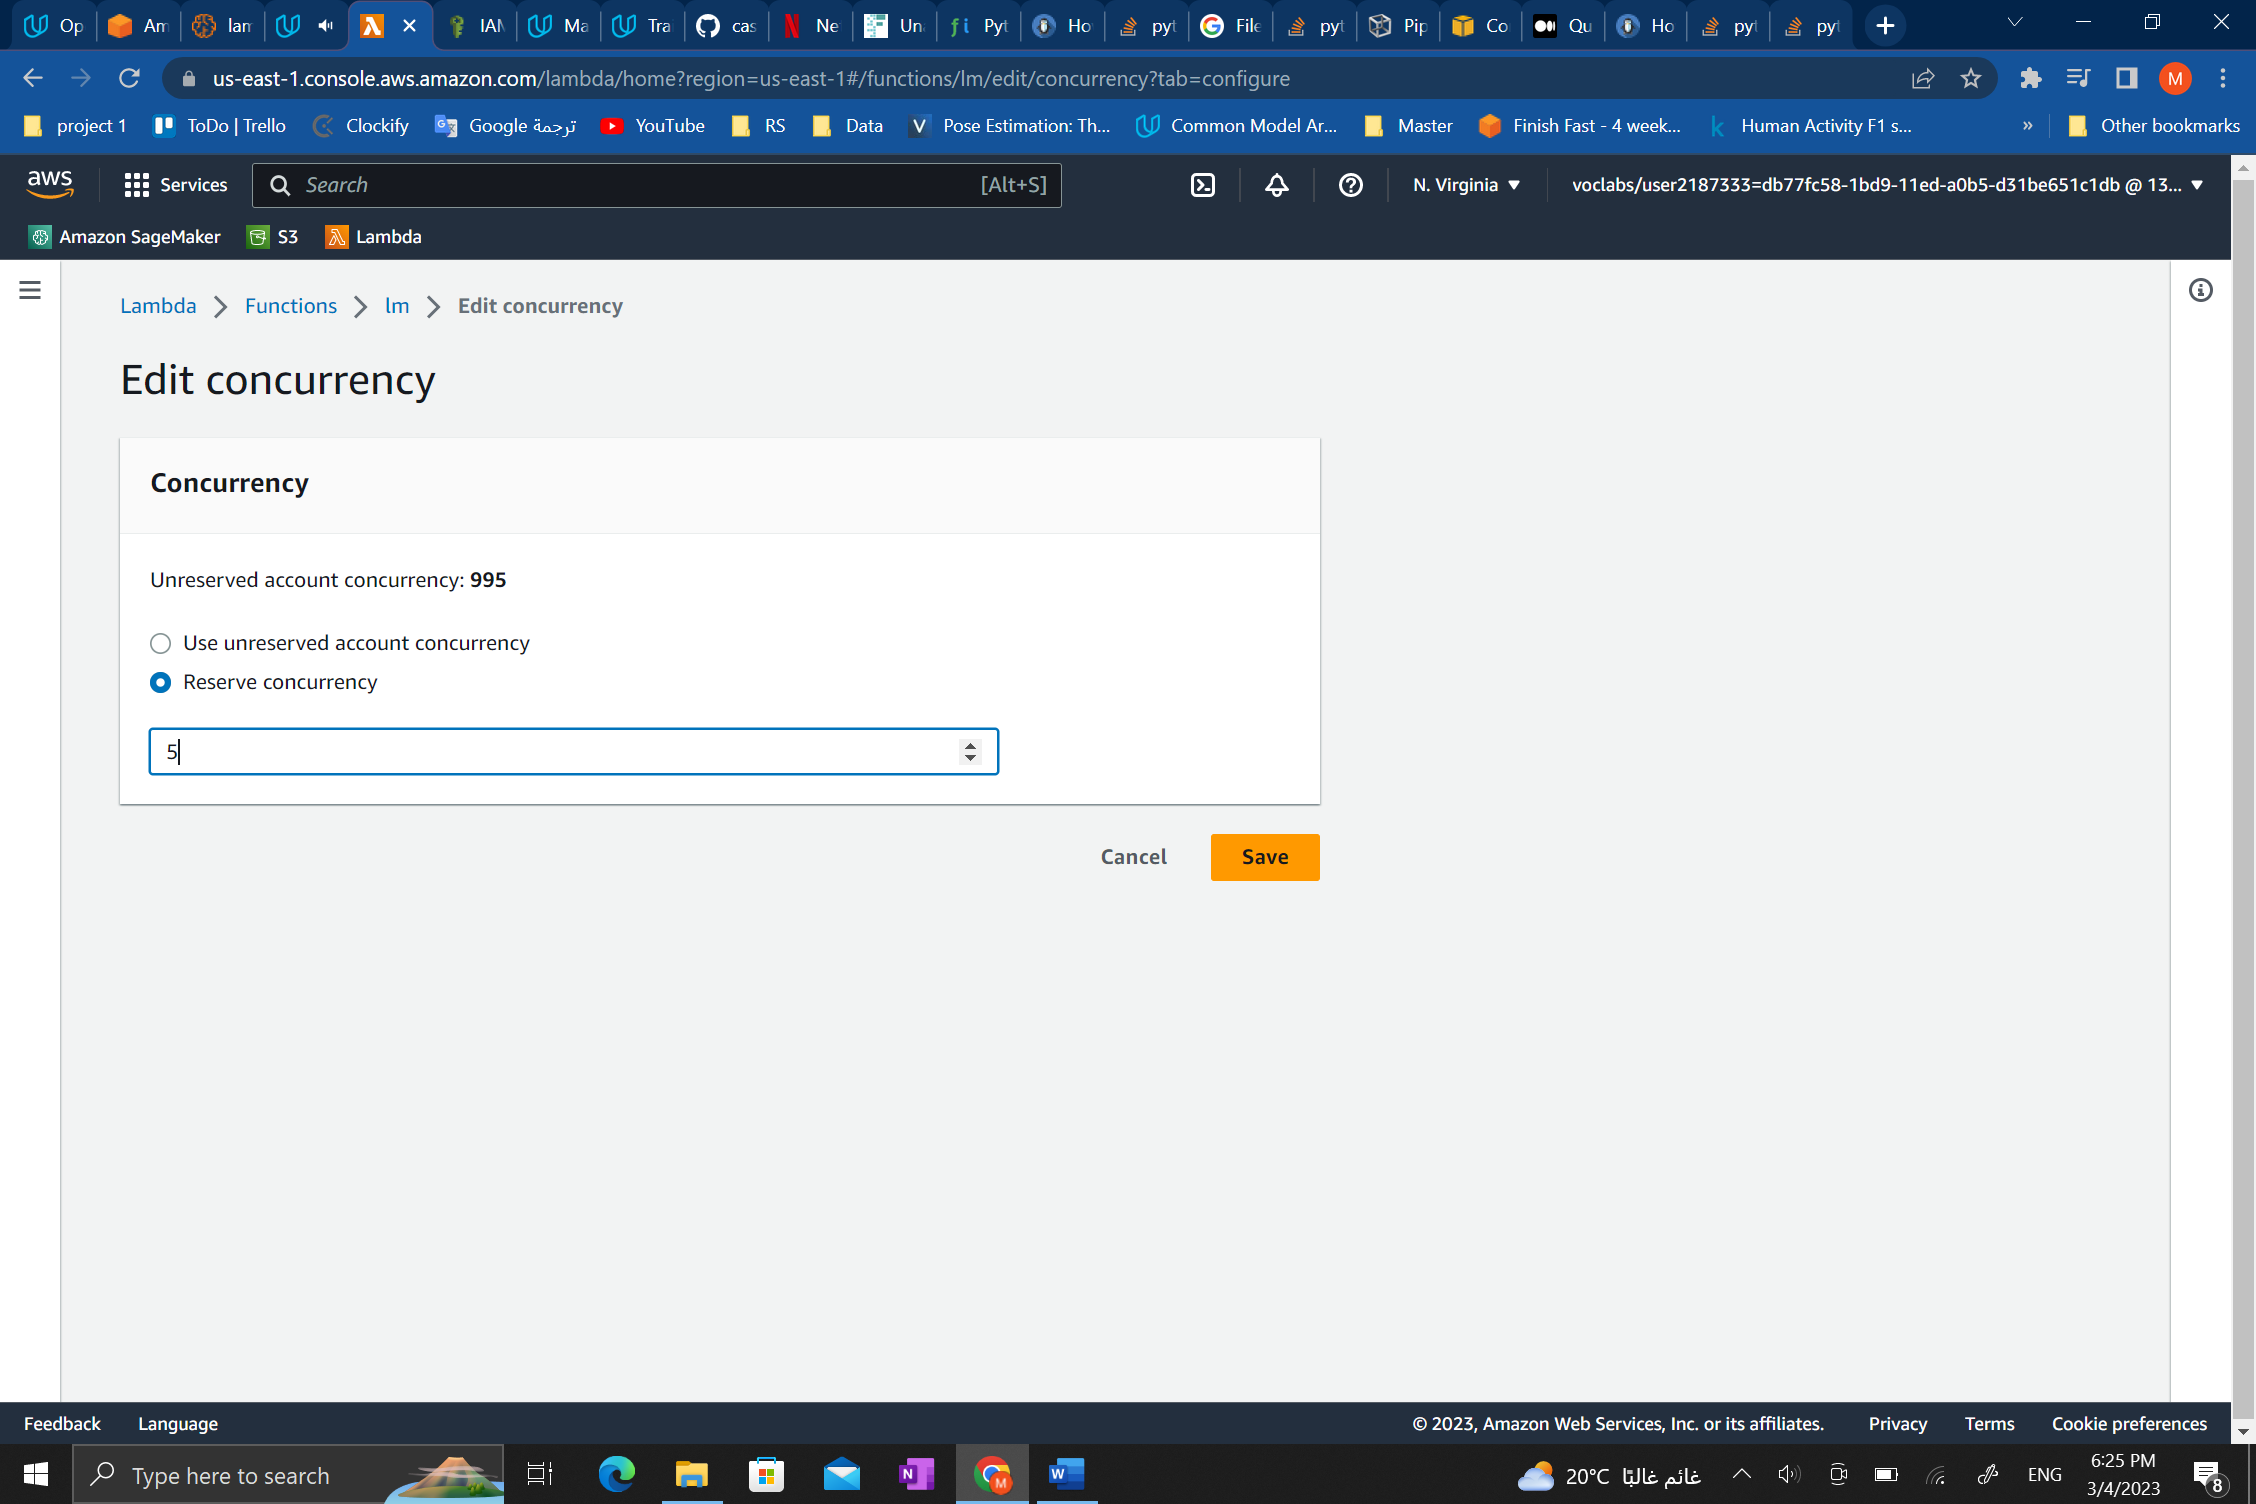 Op Am lam IAM Ma Tra cas Ne Un Pyt Ho pyt File pyt Pip Co Qu Ho pyt pyt
us-east-1.console.aws.amazon.com/lambda/home?region=us-east-1#/functions/lm/edit/concurrency?tab=configure M
project 1 ToDo | Trello Clockify Google ترجمة YouTube RS Data Pose Estimation: Th... Common Model Ar... Master Finish Fast - 4 week... Human Activity F1 s... » Other bookmarks
aws Services Search [Alt+S] N. Virginia voclabs/user2187333=db77fc58-1bd9-11ed-a0b5-d31be651c1db @ 13...
Amazon SageMaker S3 Lambda
Lambda Functions lm Edit concurrency
Edit concurrency
Concurrency
Unreserved account concurrency: 995
Use unreserved account concurrency
Reserve concurrency
5
Cancel Save
Feedback Language © 2023, Amazon Web Services, Inc. or its affiliates. Privacy Terms Cookie preferences
Type here to search 20°C غائم غالبًا ENG 6:25 PM
3/4/2023 8